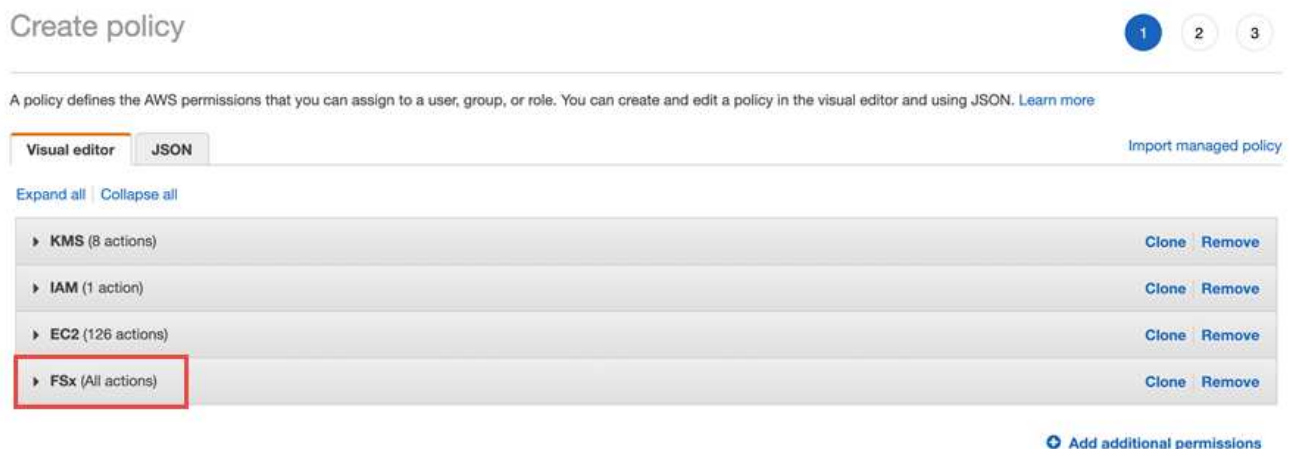 Create policy
1 2 3
A policy defines the AWS permissions that you can assign to a user, group, or role. You can create and edit a policy in the visual editor and using JSON. Learn more
Visual editor JSON Import managed policy
Expand all Collapse all
KMS (8 actions) Clone Remove
IAM (1 action) Clone Remove
EC2 (126 actions) Clone Remove
FSx (All actions) Clone Remove
Add additional permissions